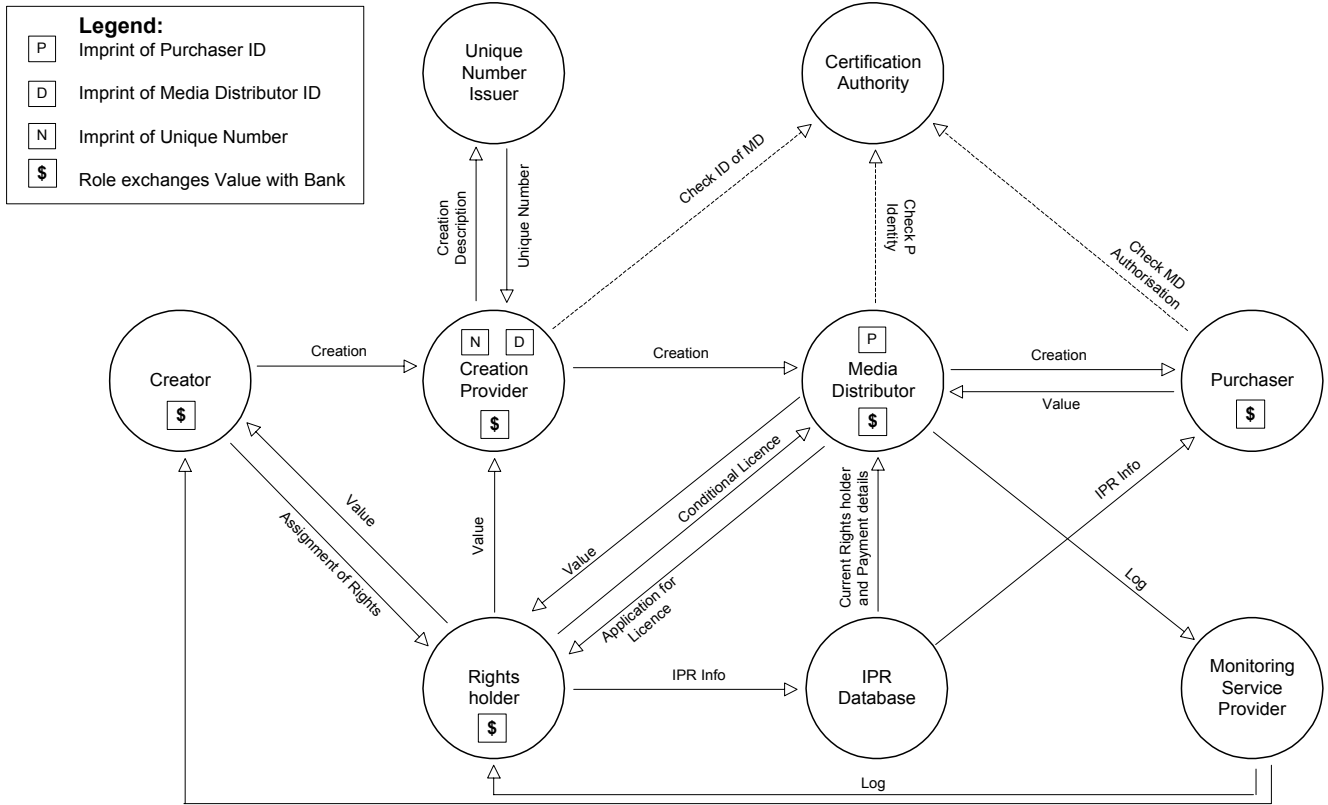 Legend:
P
Imprint of Purchaser ID
D
Imprint of Media Distributor ID
N
Imprint of Unique Number
$
Role exchanges Value with Bank
Unique
Number
Issuer
Certification
Authority
Creation
Description
Unique Number
Check ID of MD
Check P
Identity
Check MD
Authorisation
Creator
$
Creation
N
D
Creation
Provider
$
Creation
P
Media
Distributor
$
Creation
Value
Purchaser
$
Value
Assignment of Rights
Value
Value
Conditional Licence
Application for
Licence
Current Rights holder
and Payment details
IPR Info
Log
Rights
holder
$
IPR Info
IPR
Database
Monitoring
Service
Provider
Log